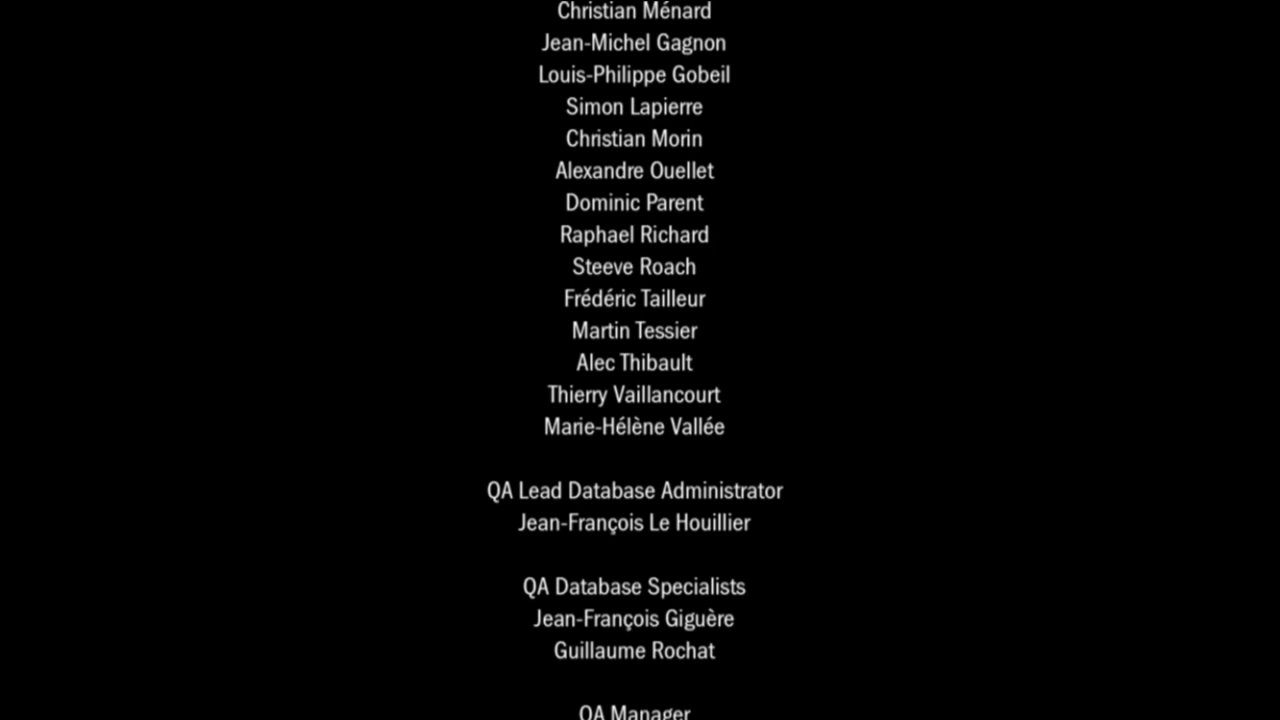 Christian Ménard
Jean-Michel Gagnon
Louis-Philippe Gobeil
Simon Lapierre
Christian Morin
Alexandre Ouellet
Dominic Parent
Raphael Richard
Steeve Roach
Frédéric Tailleur
Martin Tessier
Alec Thibault
Thierry Vaillancourt
Marie-Hélène Vallée
QA Lead Database Administrator
Jean-François Le Houillier
QA Database Specialists
Jean-François Giguère
Guillaume Rochat
QA Manager